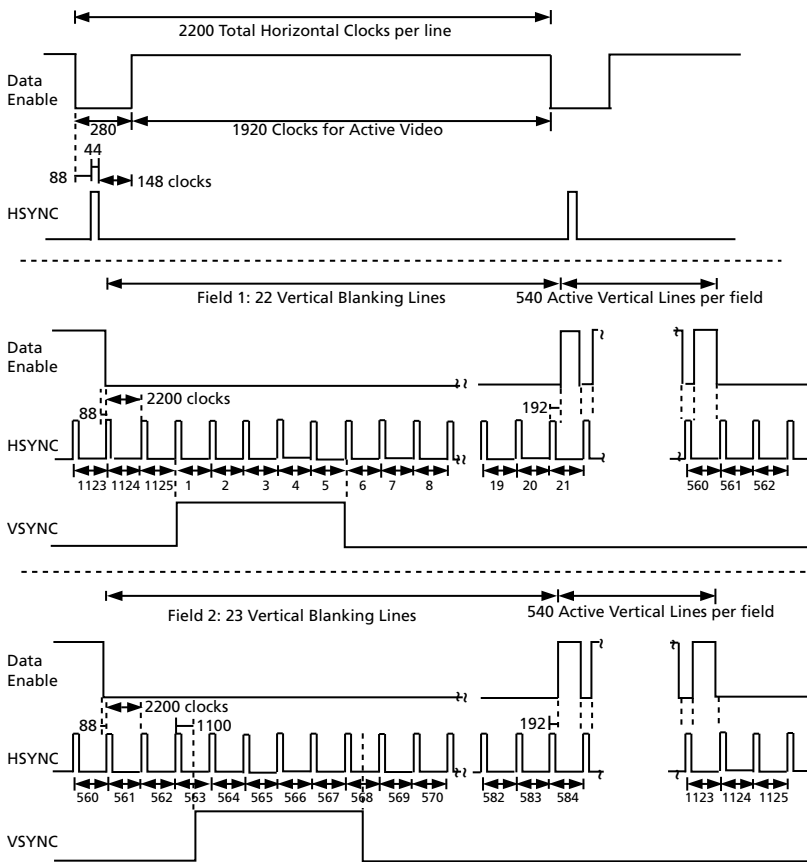 2200 Total Horizontal Clocks per line
Data
Enable
280
1920 Clocks for Active Video
44
88
148 clocks
HSYNC
Field 1: 22 Vertical Blanking Lines
540 Active Vertical Lines per field
Data
Enable
2200 clocks
88
192
HSYNC
1123 1124 1125 1 2 3 4 5 6 7 8 19 20 21 560 561 562
VSYNC
Field 2: 23 Vertical Blanking Lines
540 Active Vertical Lines per field
Data
Enable
2200 clocks
88
1100
192
HSYNC
560 561 562 563 564 565 566 567 568 569 570 582 583 584 1123 1124 1125
VSYNC